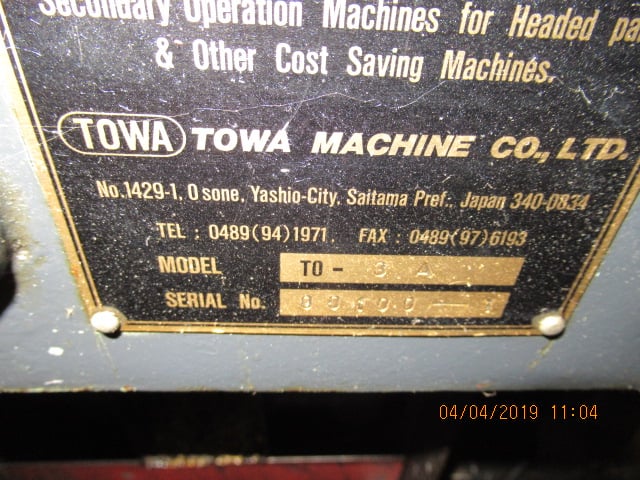 Secondary Operation Machines for Headed pa
& Other Cost Saving Machines.
TOWA TOWA MACHINE CO., LTD.
No.1429-1, Osone, Yashio-City, Saitama Pref., Japan 340-0834
TEL : 0489(94)1971, FAX : 0489(97)6193
MODEL TO - 3 A
SERIAL No.
04/04/2019 11:04